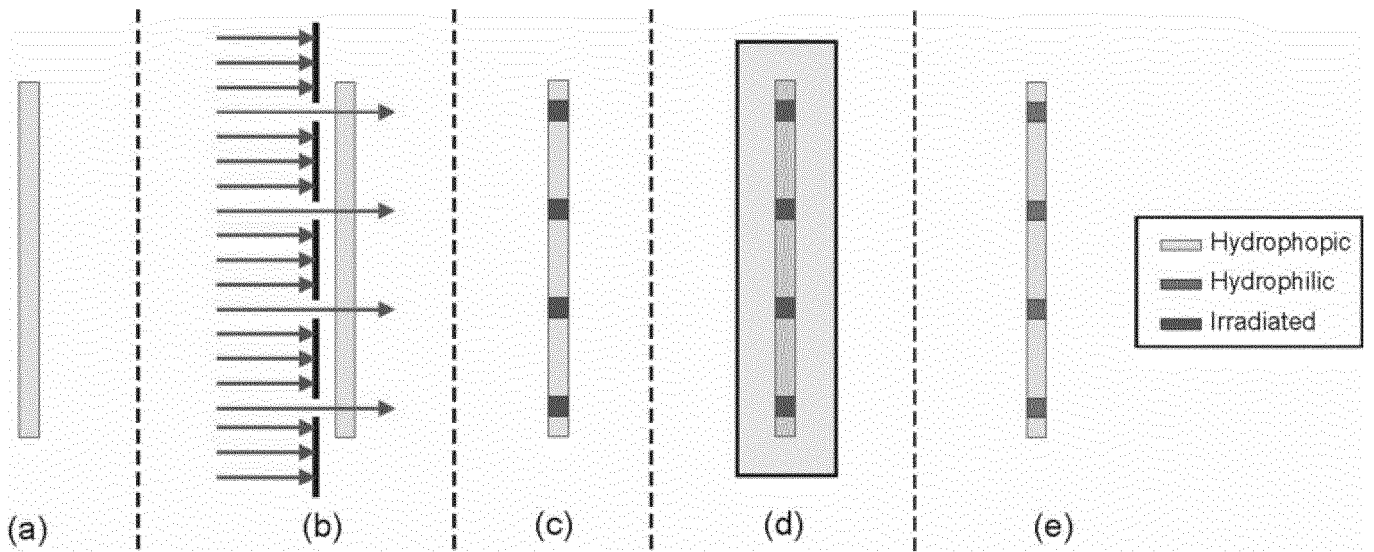 Hydrophopic
Hydrophilic
Irradiated
(a)
(b)
(c)
(d)
(e)